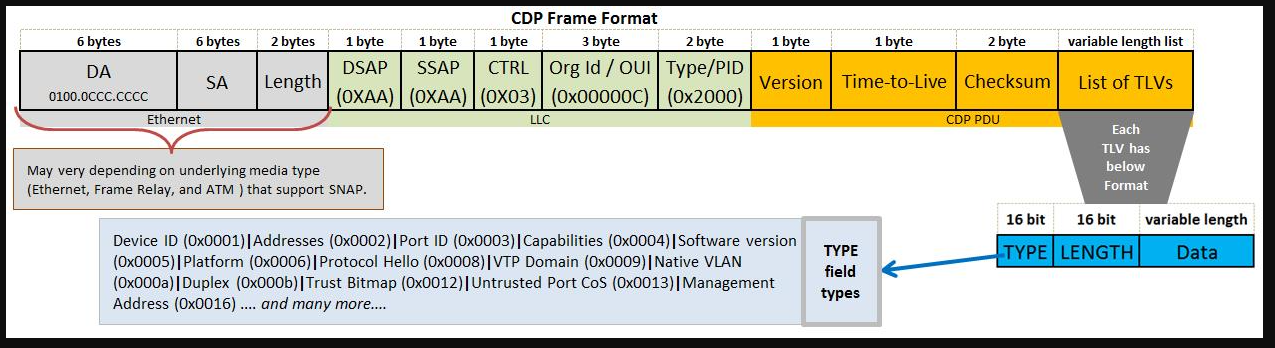 CDP Frame Format
6 bytes 6 bytes 2 bytes 1 byte 1 byte 1 byte 3 byte 2 byte 1 byte 1 byte 2 byte variable length list
DA SA Length DSAP SSAP CTRL Org Id / OUI Type/PID Version Time-to-Live Checksum List of TLVs
0100.0CCC.CCCC (0XAA) (0XAA) (0X03) (0x00000C) (0x2000)
Ethernet LLC CDP PDU
Each
TLV has
below
Format
May very depending on underlying media type
(Ethernet, Frame Relay, and ATM ) that support SNAP.
16 bit 16 bit variable length
TYPE LENGTH Data
Device ID (0x0001)|Addresses (0x0002)|Port ID (0x0003)|Capabilities (0x0004)|Software version
(0x0005)|Platform (0x0006)|Protocol Hello (0x0008)|VTP Domain (0x0009)|Native VLAN
(0x000a)|Duplex (0x000b)|Trust Bitmap (0x0012)|Untrusted Port CoS (0x0013)|Management
Address (0x0016) .... and many more....
TYPE
field
types